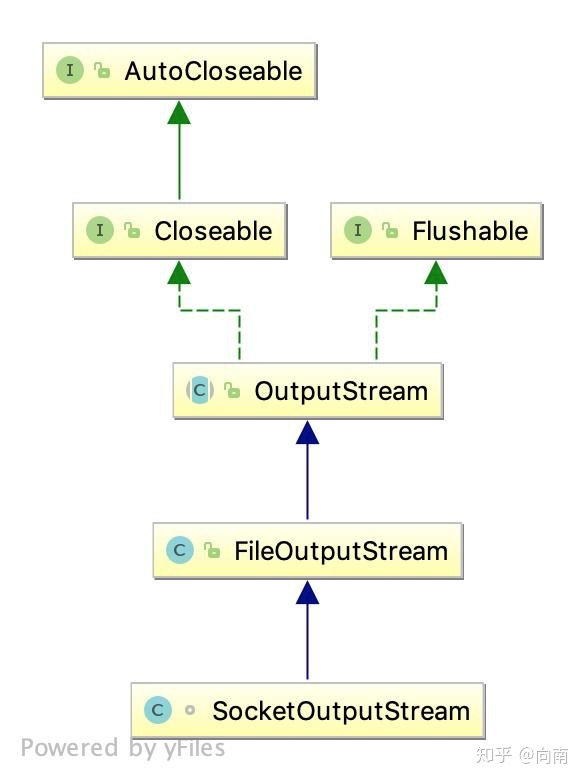 I AutoCloseable
I Closeable
I Flushable
C OutputStream
C FileOutputStream
C SocketOutputStream
Powered by yFiles
知乎 @向南